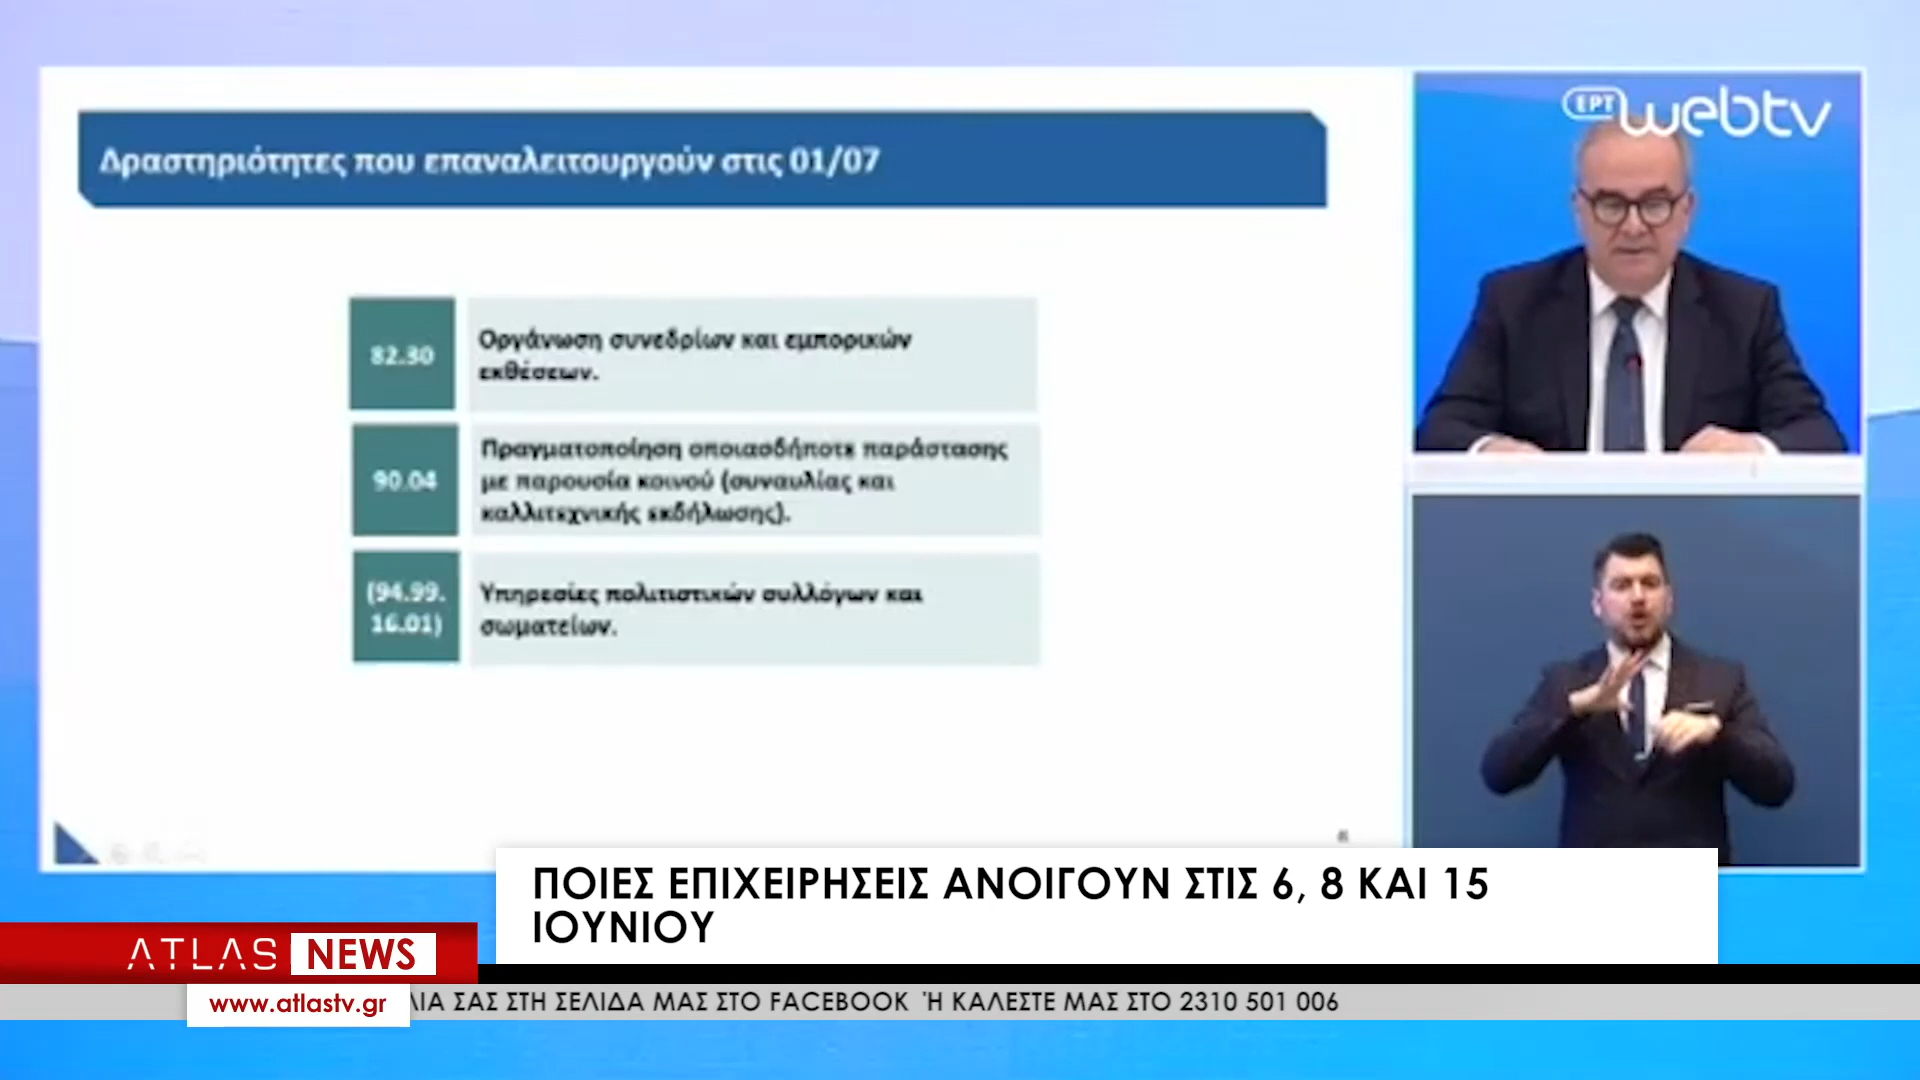 Δραστηριότητες που επαναλειτουργούν στις 01/07
ΕΡΤ webtv
82.30
Οργάνωση συνεδρίων και εμπορικών
εκθέσεων.
90.04
Πραγματοποίηση οποιασδήποτε παράστασης
με παρουσία κοινού (συναυλίας και
καλλιτεχνικής εκδήλωσης).
(94.99.
16.01)
Υπηρεσίες πολιτιστικών συλλόγων και
σωματείων.
ΠΟΙΕΣ ΕΠΙΧΕΙΡΗΣΕΙΣ ΑΝΟΙΓΟΥΝ ΣΤΙΣ 6, 8 ΚΑΙ 15
ΙΟΥΝΙΟΥ
ATLAS NEWS
www.atlastv.gr
ΛΙΑ ΣΑΣ ΣΤΗ ΣΕΛΙΔΑ ΜΑΣ ΣΤΟ FACEBOOK Ή ΚΑΛΕΣΤΕ ΜΑΣ ΣΤΟ 2310 501 006